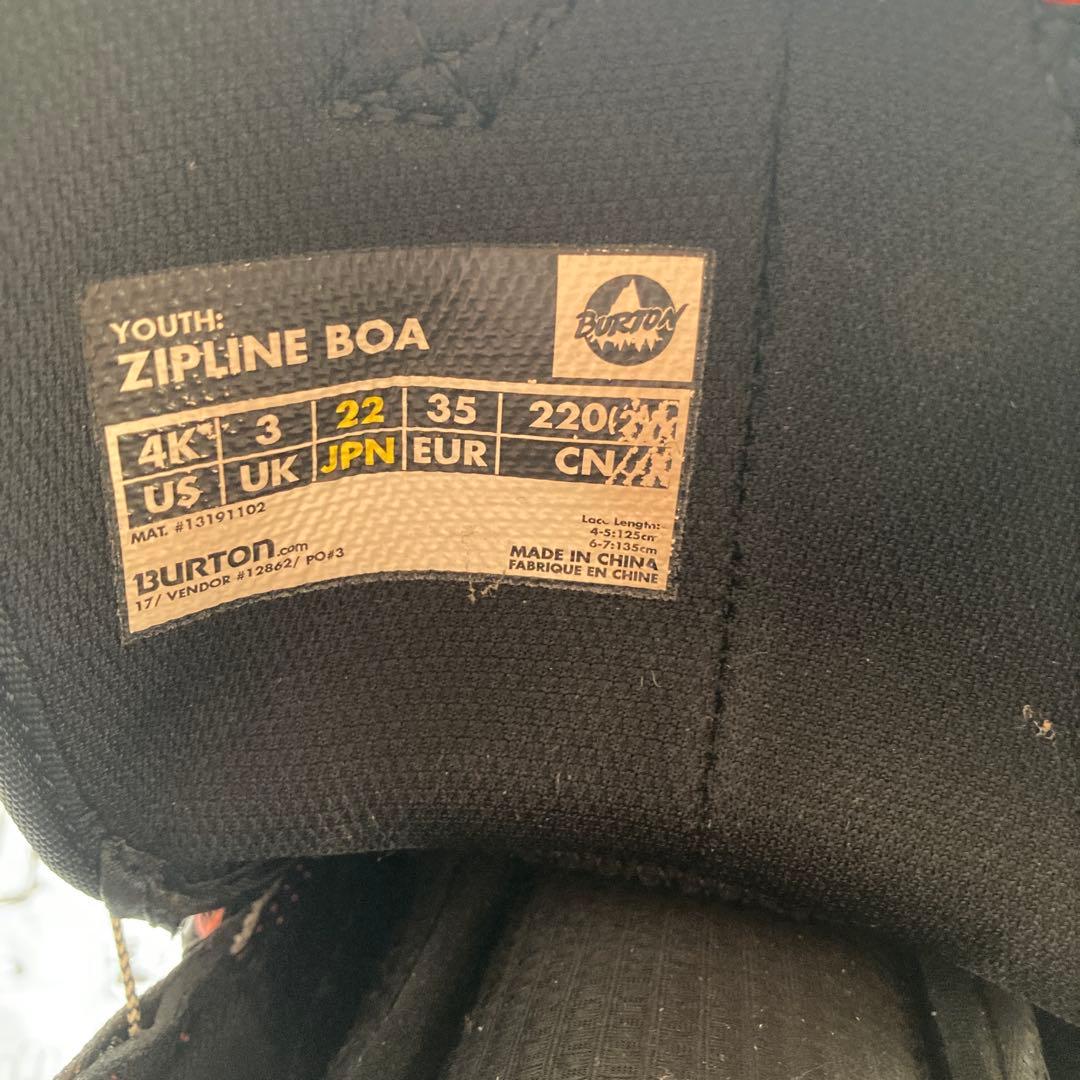 YOUTH:
ZIPLINE BOA
BURTON
4K 3 22 35 220
US UK JPN EUR CN
MAT. #13191102
Lace Length:
4-5:125cm
6-7:135cm
BURTON.com
17/ VENDOR #12862/ PO#3
MADE IN CHINA
FABRIQUE EN CHINE